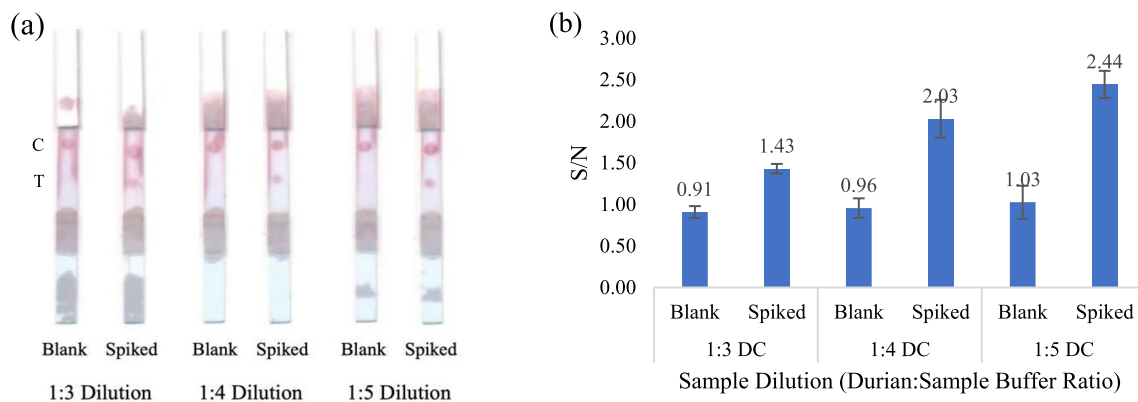 (a)
C
T
Blank Spiked Blank Spiked Blank Spiked
1:3 Dilution 1:4 Dilution 1:5 Dilution
(b)
3.00
2.50
2.00
1.50
1.00
0.50
0.00
S/N
0.91
1.43
0.96
2.03
1.03
2.44
Blank Spiked Blank Spiked Blank Spiked
1:3 DC 1:4 DC 1:5 DC
Sample Dilution (Durian:Sample Buffer Ratio)